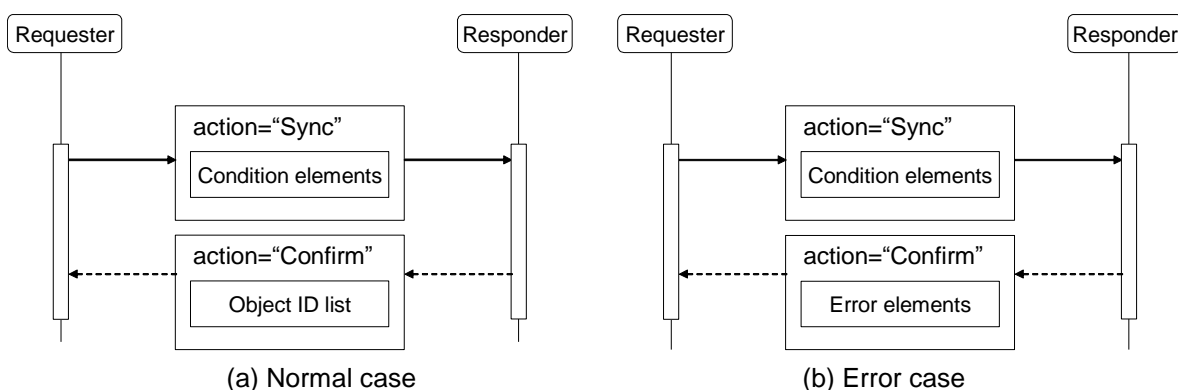 Requester
Responder
action=“Sync”
Condition elements
action=“Confirm”
Object ID list
(a) Normal case
Requester
Responder
action=“Sync”
Condition elements
action=“Confirm”
Error elements
(b) Error case